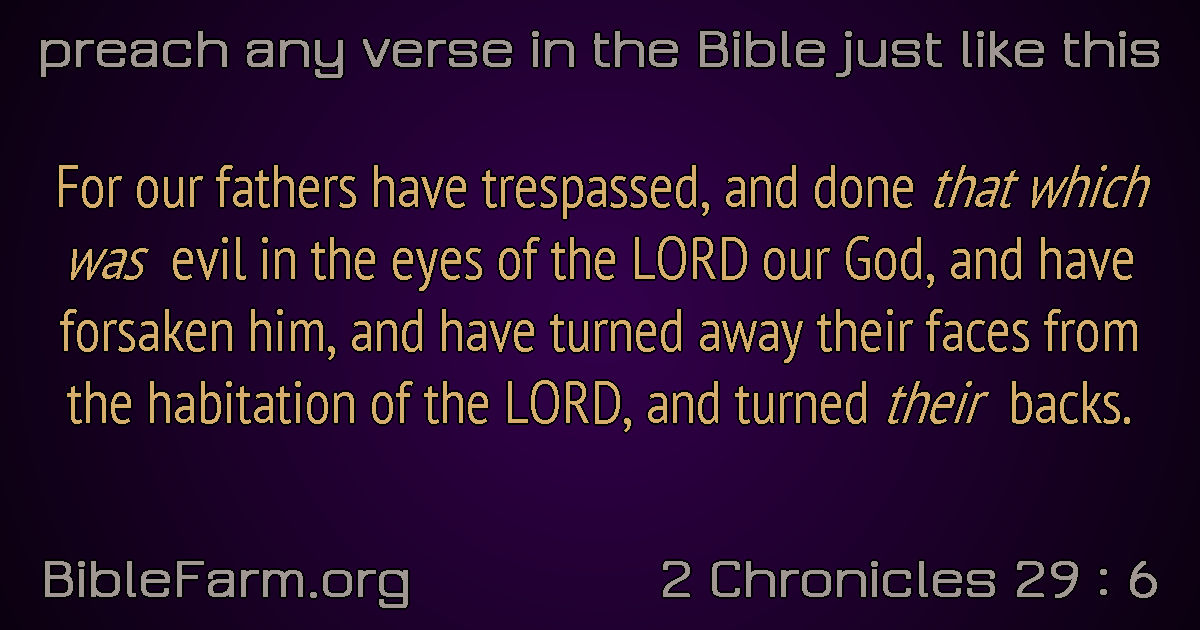 preach any verse in the Bible just like this
For our fathers have trespassed, and done that which
was evil in the eyes of the LORD our God, and have
forsaken him, and have turned away their faces from
the habitation of the LORD, and turned their backs.
BibleFarm.org
2 Chronicles 29 : 6